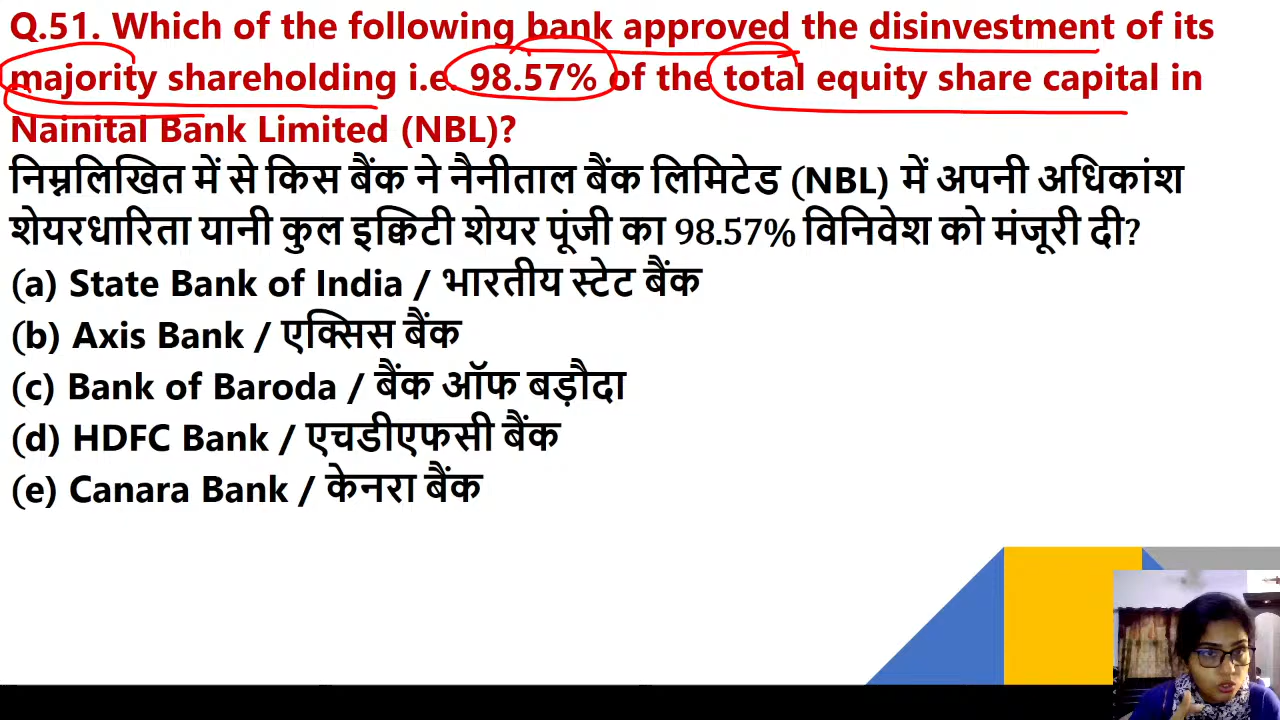 Q.51. Which of the following bank approved the disinvestment of its
majority shareholding i.e. 98.57% of the total equity share capital in
Nainital Bank Limited (NBL)?
निम्नलिखित में से किस बैंक ने नैनीताल बैंक लिमिटेड (NBL) में अपनी अधिकांश
शेयरधारिता यानी कुल इक्विटी शेयर पूंजी का 98.57% विनिवेश को मंजूरी दी?
(a) State Bank of India / भारतीय स्टेट बैंक
(b) Axis Bank / एक्सिस बैंक
(c) Bank of Baroda / बैंक ऑफ बड़ौदा
(d) HDFC Bank / एचडीएफसी बैंक
(e) Canara Bank / केनरा बैंक